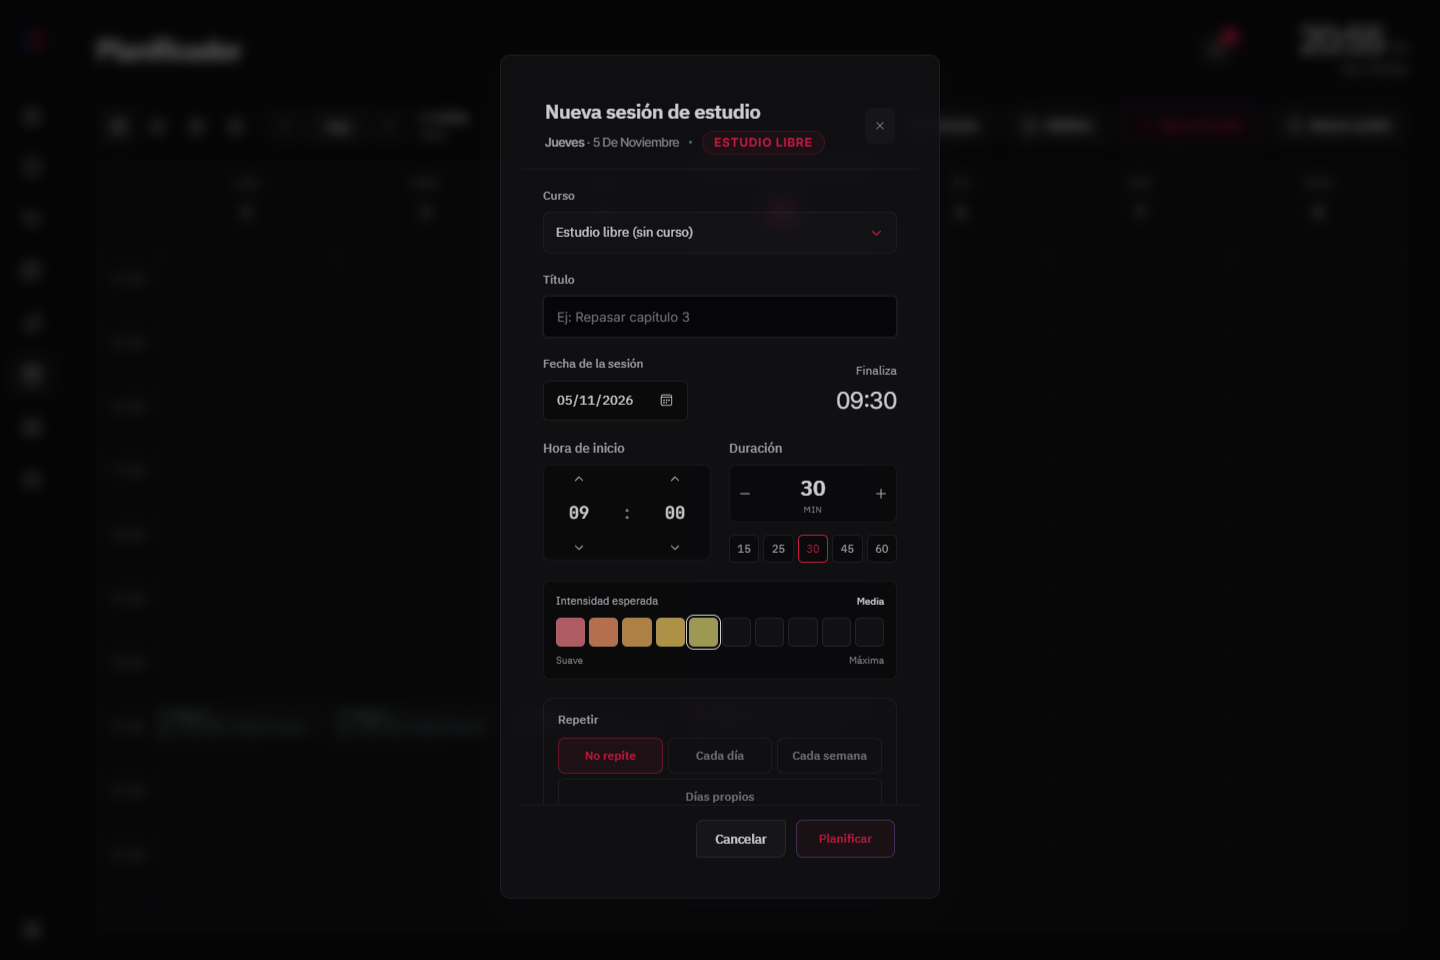 Planificador
20:55
Nueva sesión de estudio
Jueves · 5 De Noviembre • ESTUDIO LIBRE
Curso
Estudio libre (sin curso)
Título
Ej: Repasar capítulo 3
Fecha de la sesión
Finaliza
05/11/2026
09:30
Hora de inicio
Duración
09 : 00
30
MIN
15 25 30 45 60
Intensidad esperada
Media
Suave
Máxima
Repetir
No repite
Cada día
Cada semana
Días propios
Cancelar
Planificar